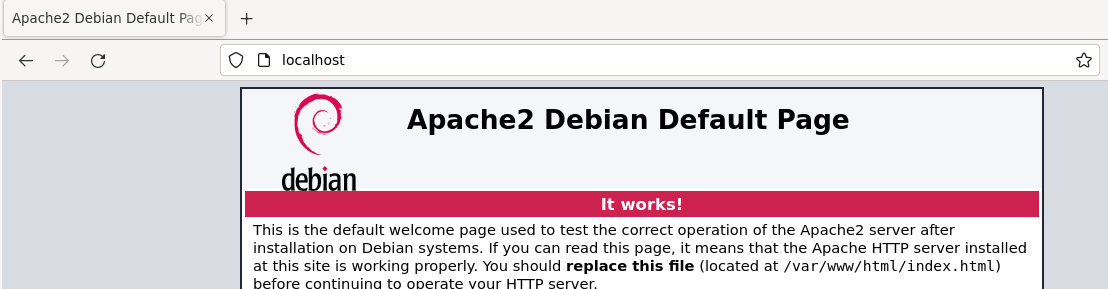 Apache2 Debian Default Pag
localhost
Apache2 Debian Default Page
debian
It works!
This is the default welcome page used to test the correct operation of the Apache2 server after
installation on Debian systems. If you can read this page, it means that the Apache HTTP server installed
at this site is working properly. You should replace this file (located at /var/www/html/index.html)
before continuing to operate your HTTP server.